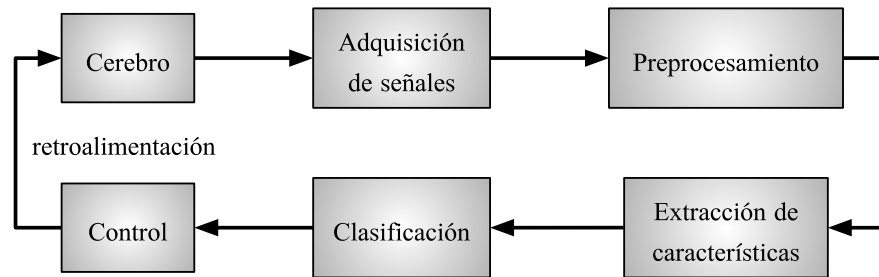 Cerebro
Adquisición
de señales
Preprocesamiento
retroalimentación
Control
Clasificación
Extracción de
características